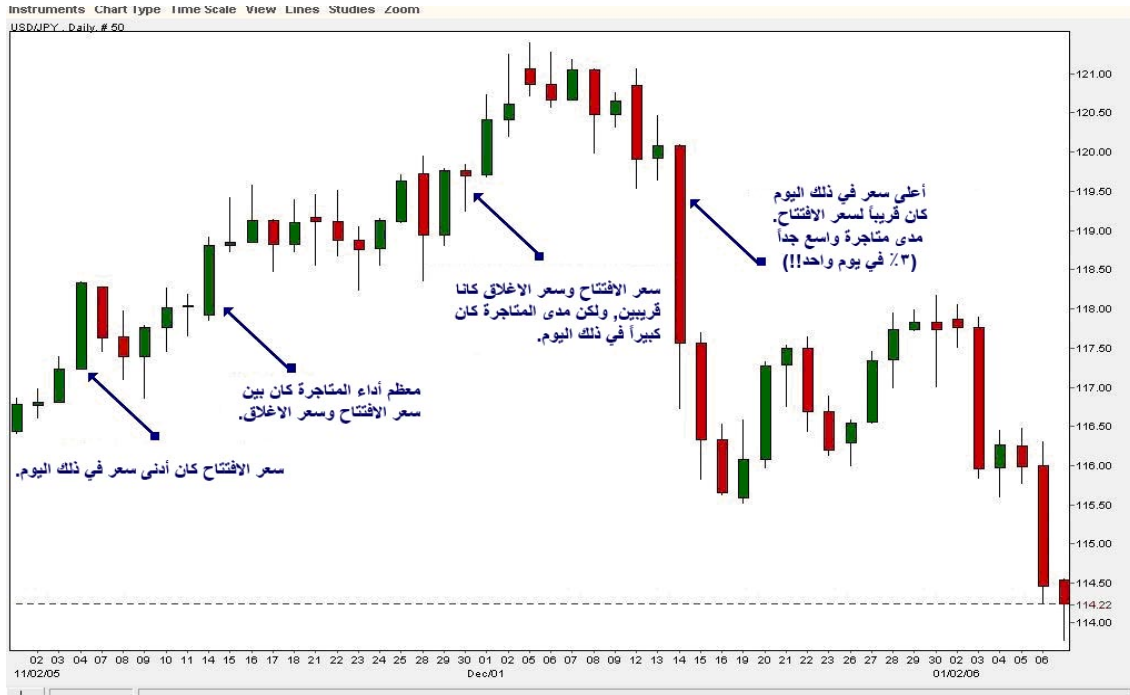 Instruments Chart Type Time Scale View Lines Studies Zoom
USD/JPY . Daily. # 50
121.00
120.50
120.00
119.50
119.00
118.50
118.00
117.50
117.00
116.50
116.00
115.50
115.00
114.50
114.22
114.00
أعلى سعر في ذلك اليوم
كان قريباً لسعر الافتتاح.
مدى متاجرة واسع جداً
(٣٪ في يوم واحد!!)
سعر الافتتاح وسعر الاغلاق كانا
قريبين, ولكن مدى المتاجرة كان
كبيراً في ذلك اليوم.
معظم أداء المتاجرة كان بين
سعر الافتتاح وسعر الاغلاق.
سعر الافتتاح كان أدنى سعر في ذلك اليوم.
02 03 04 07 08 09 10 11 14 15 16 17 18 21 22 23 24 25 28 29 30 01 02 05 06 07 08 09 12 13 14 15 16 19 20 21 22 23 26 27 28 29 30 02 03 04 05 06
11/02/05 Dec/01 01/02/06